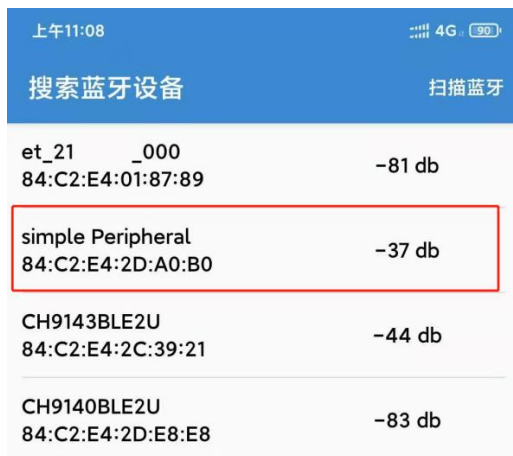 上午11:08
4G 90
搜索蓝牙设备 扫描蓝牙
et_21 _000
84:C2:E4:01:87:89
-81 db
simple Peripheral
84:C2:E4:2D:A0:B0
-37 db
CH9143BLE2U
84:C2:E4:2C:39:21
-44 db
CH9140BLE2U
84:C2:E4:2D:E8:E8
-83 db